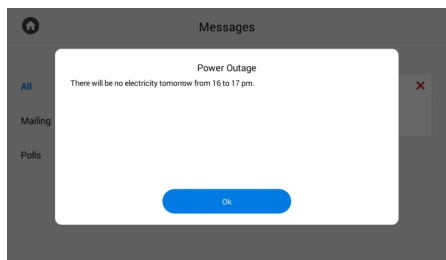 Messages
Power Outage
There will be no electricity tomorrow from 16 to 17 pm.
All
Mailing
Polls
Ok